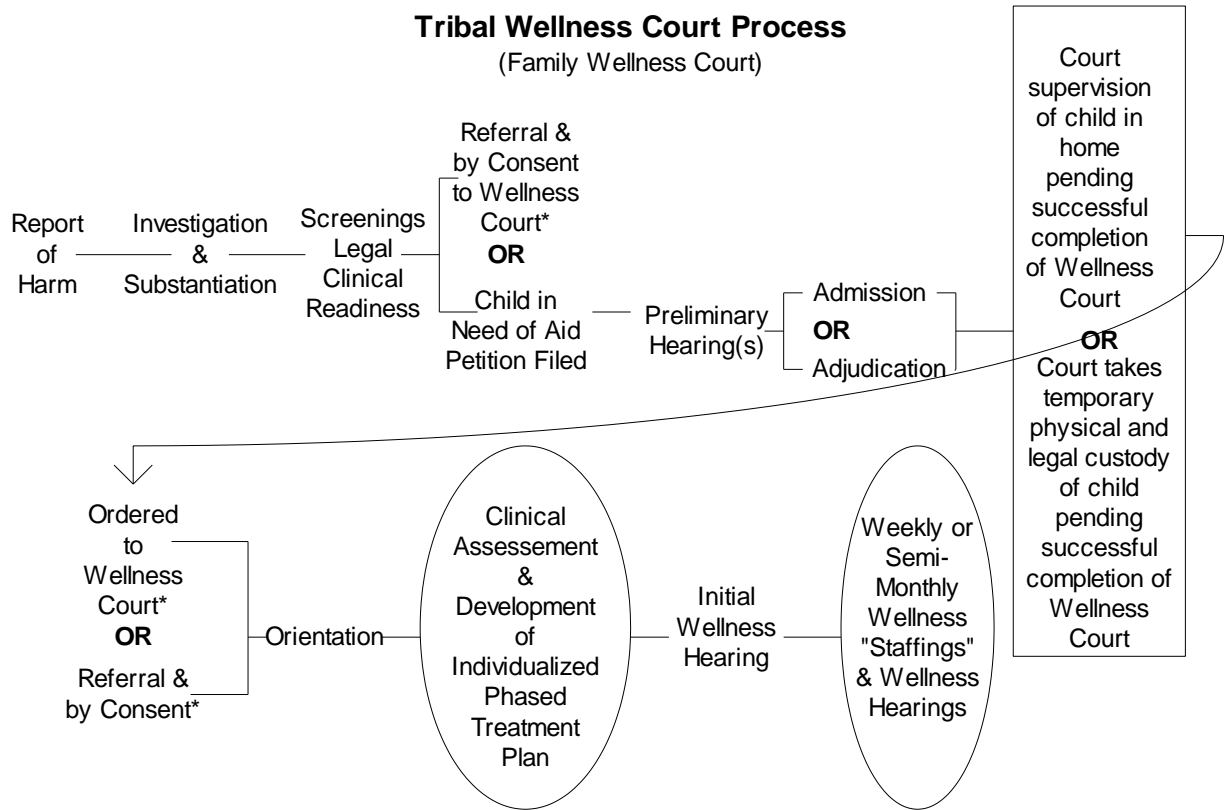 Tribal Wellness Court Process
(Family Wellness Court)
Report
of
Harm
Investigation
&
Substantiation
Screenings
Legal
Clinical
Readiness
Referral &
by Consent
to Wellness
Court*
OR
Child in
Need of Aid
Petition Filed
Preliminary
Hearing(s)
Admission
OR
Adjudication
Court
supervision
of child in
home
pending
successful
completion
of Wellness
Court
OR
Court takes
temporary
physical and
legal custody
of child
pending
successful
completion of
Wellness
Court
Ordered
to
Wellness
Court*
OR
Referral &
by Consent*
Orientation
Clinical
Assessement
&
Development
of
Individualized
Phased
Treatment
Plan
Initial
Wellness
Hearing
Weekly or
Semi-
Monthly
Wellness
"Staffings"
& Wellness
Hearings